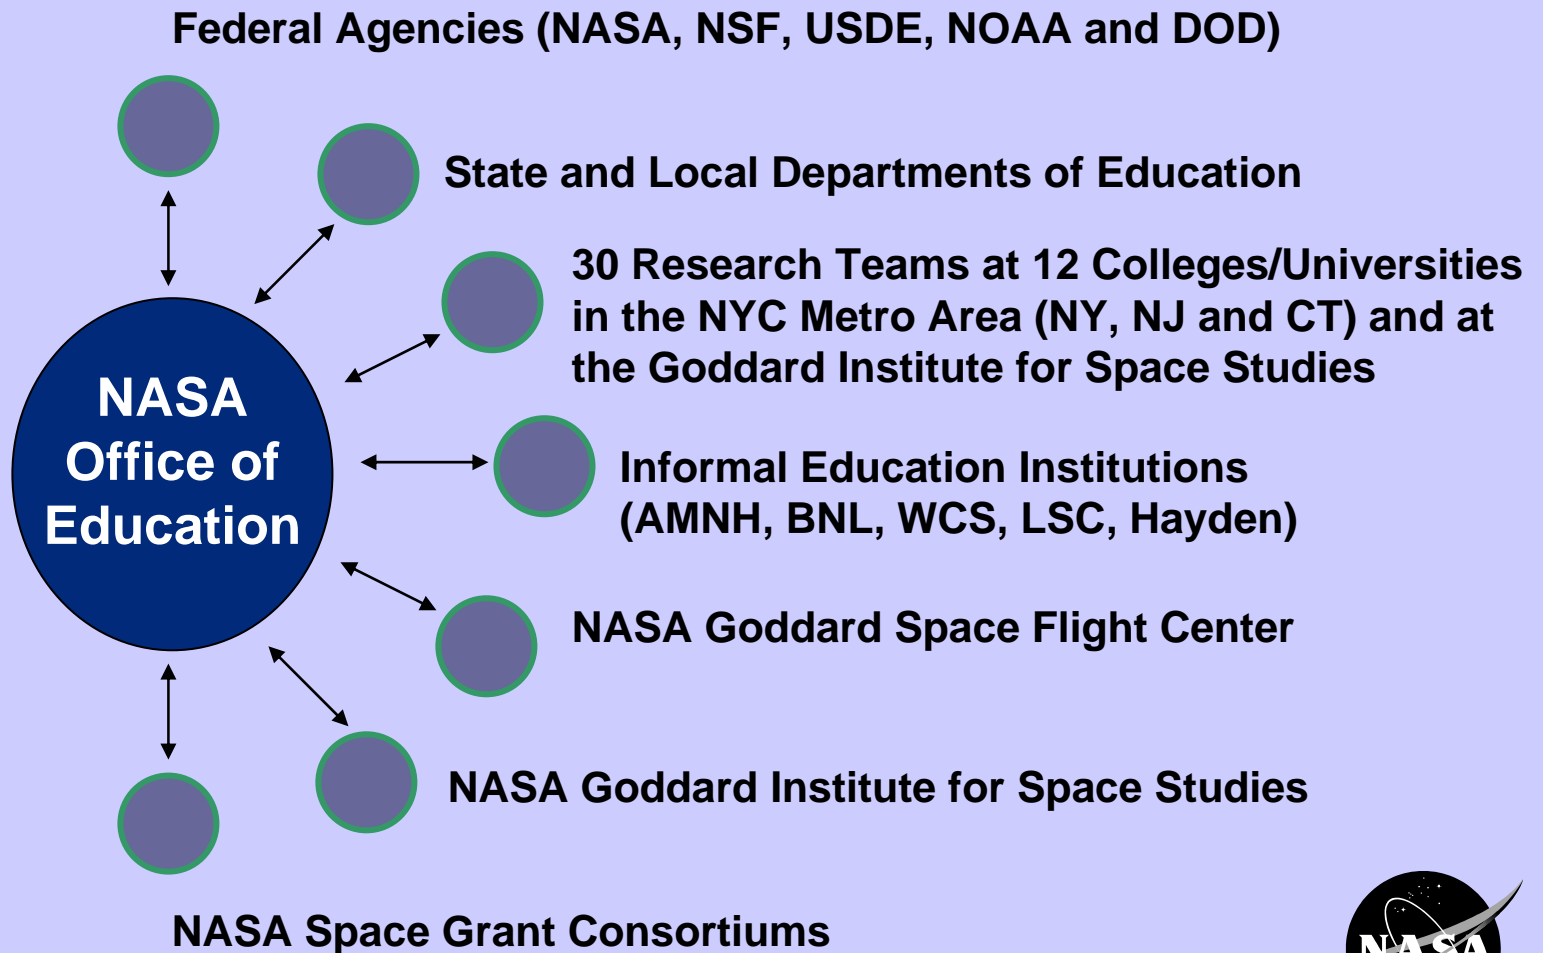 Federal Agencies (NASA, NSF, USDE, NOAA and DOD)
State and Local Departments of Education
30 Research Teams at 12 Colleges/Universities
in the NYC Metro Area (NY, NJ and CT) and at
the Goddard Institute for Space Studies
NASA
Office of
Education
Informal Education Institutions
(AMNH, BNL, WCS, LSC, Hayden)
NASA Goddard Space Flight Center
NASA Goddard Institute for Space Studies
NASA Space Grant Consortiums
NASA